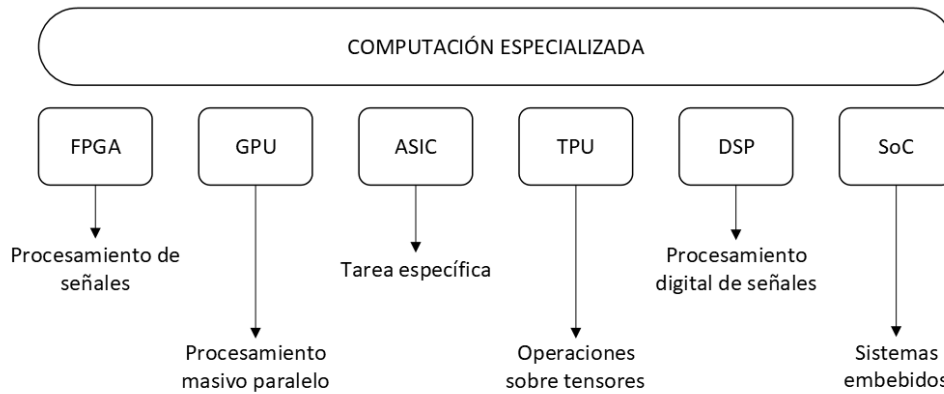 COMPUTACIÓN ESPECIALIZADA
FPGA
GPU
ASIC
TPU
DSP
SoC
Procesamiento de
señales
Tarea específica
Procesamiento
digital de señales
Procesamiento
masivo paralelo
Operaciones
sobre tensores
Sistemas
embebidos